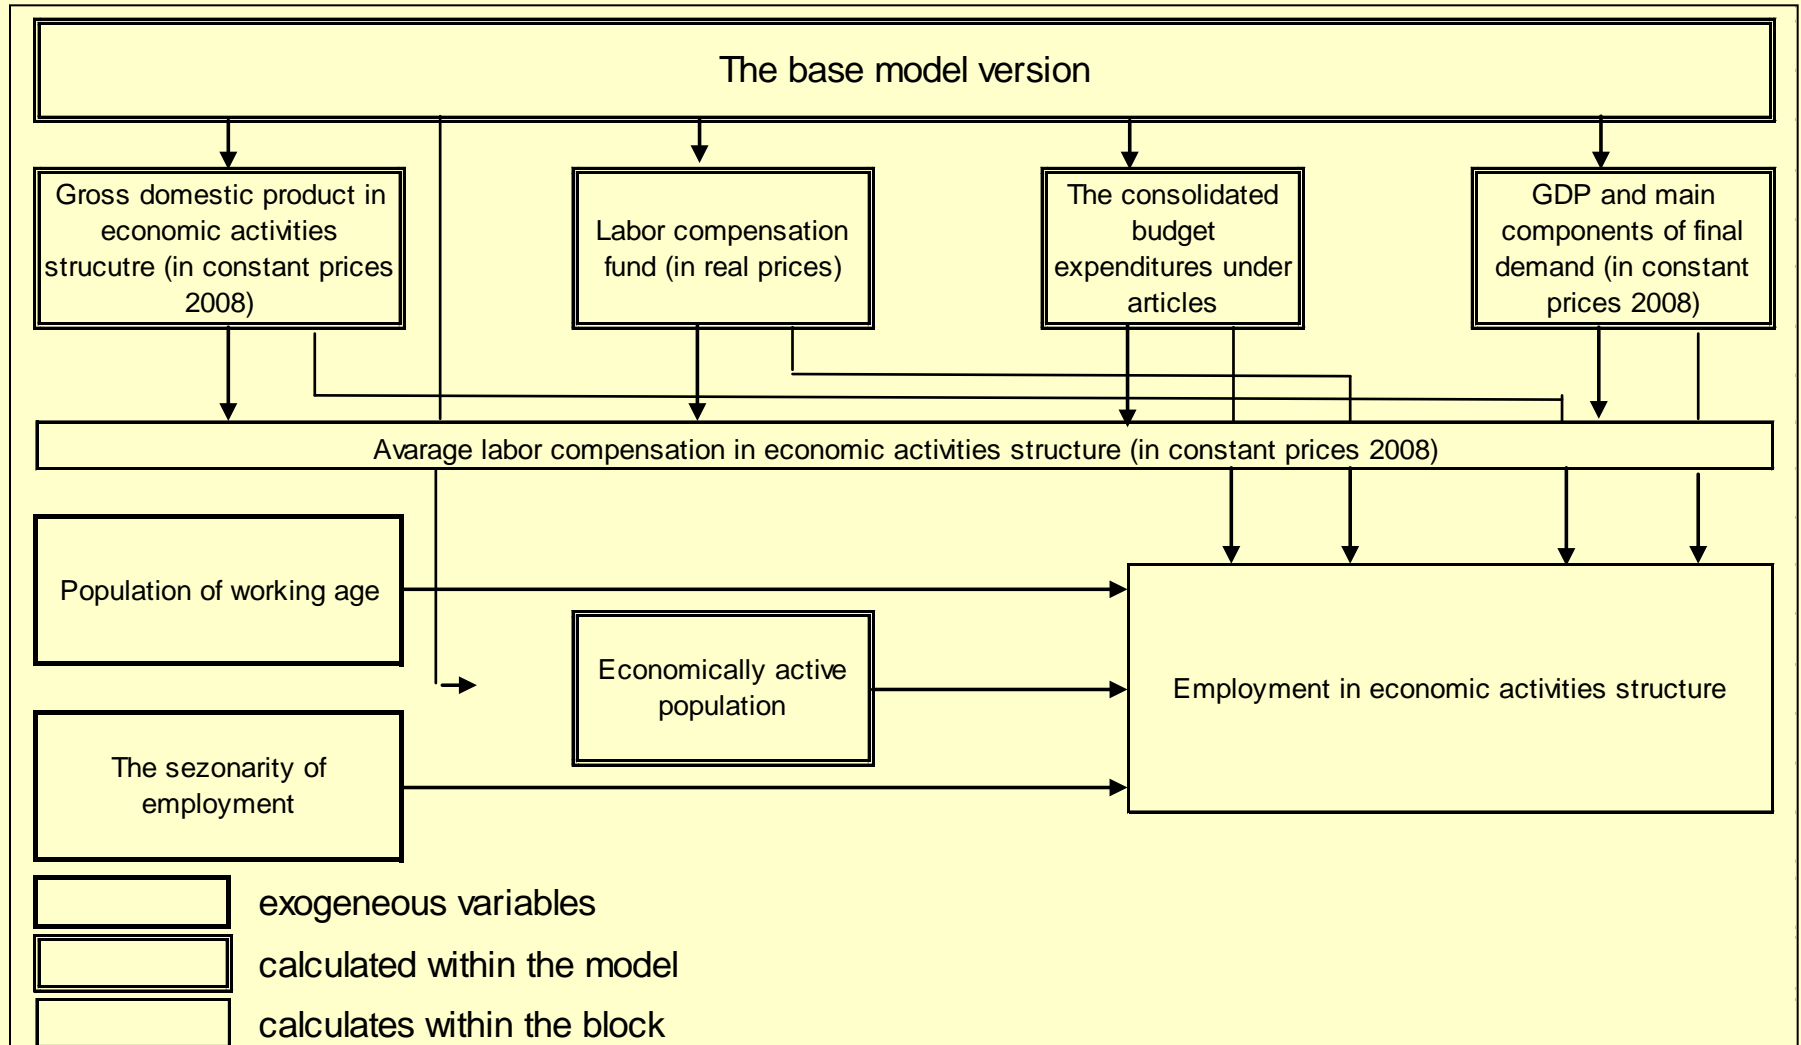 The base model version
Gross domestic product in
economic activities
strucutre (in constant prices
2008)
Labor compensation
fund (in real prices)
The consolidated
budget
expenditures under
articles
GDP and main
components of final
demand (in constant
prices 2008)
Avarage labor compensation in economic activities structure (in constant prices 2008)
Population of working age
Economically active
population
Employment in economic activities structure
The sezonarity of
employment
exogeneous variables
calculated within the model
calculates within the block